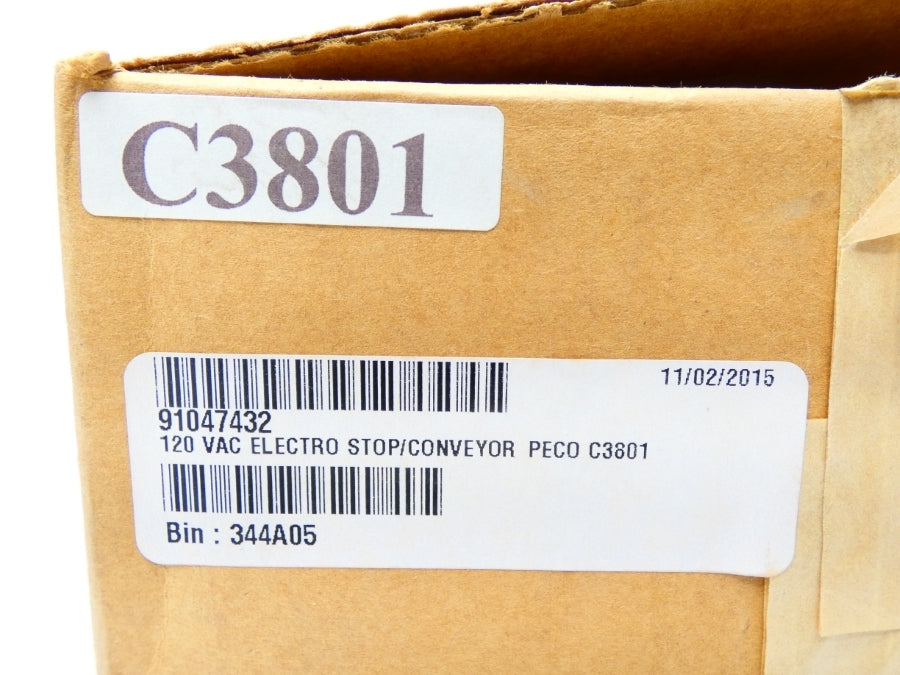 C3801
11/02/2015
91047432
120 VAC ELECTRO STOP/CONVEYOR PECO C3801
Bin : 344A05